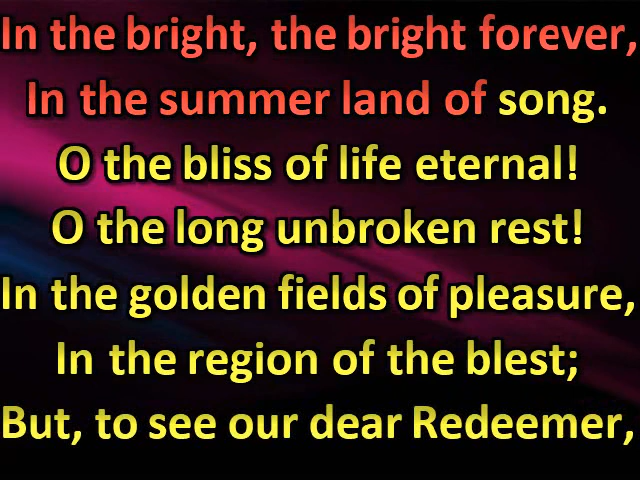 In the bright, the bright forever,
In the summer land of song.
O the bliss of life eternal!
O the long unbroken rest!
In the golden fields of pleasure,
In the region of the blest;
But, to see our dear Redeemer,